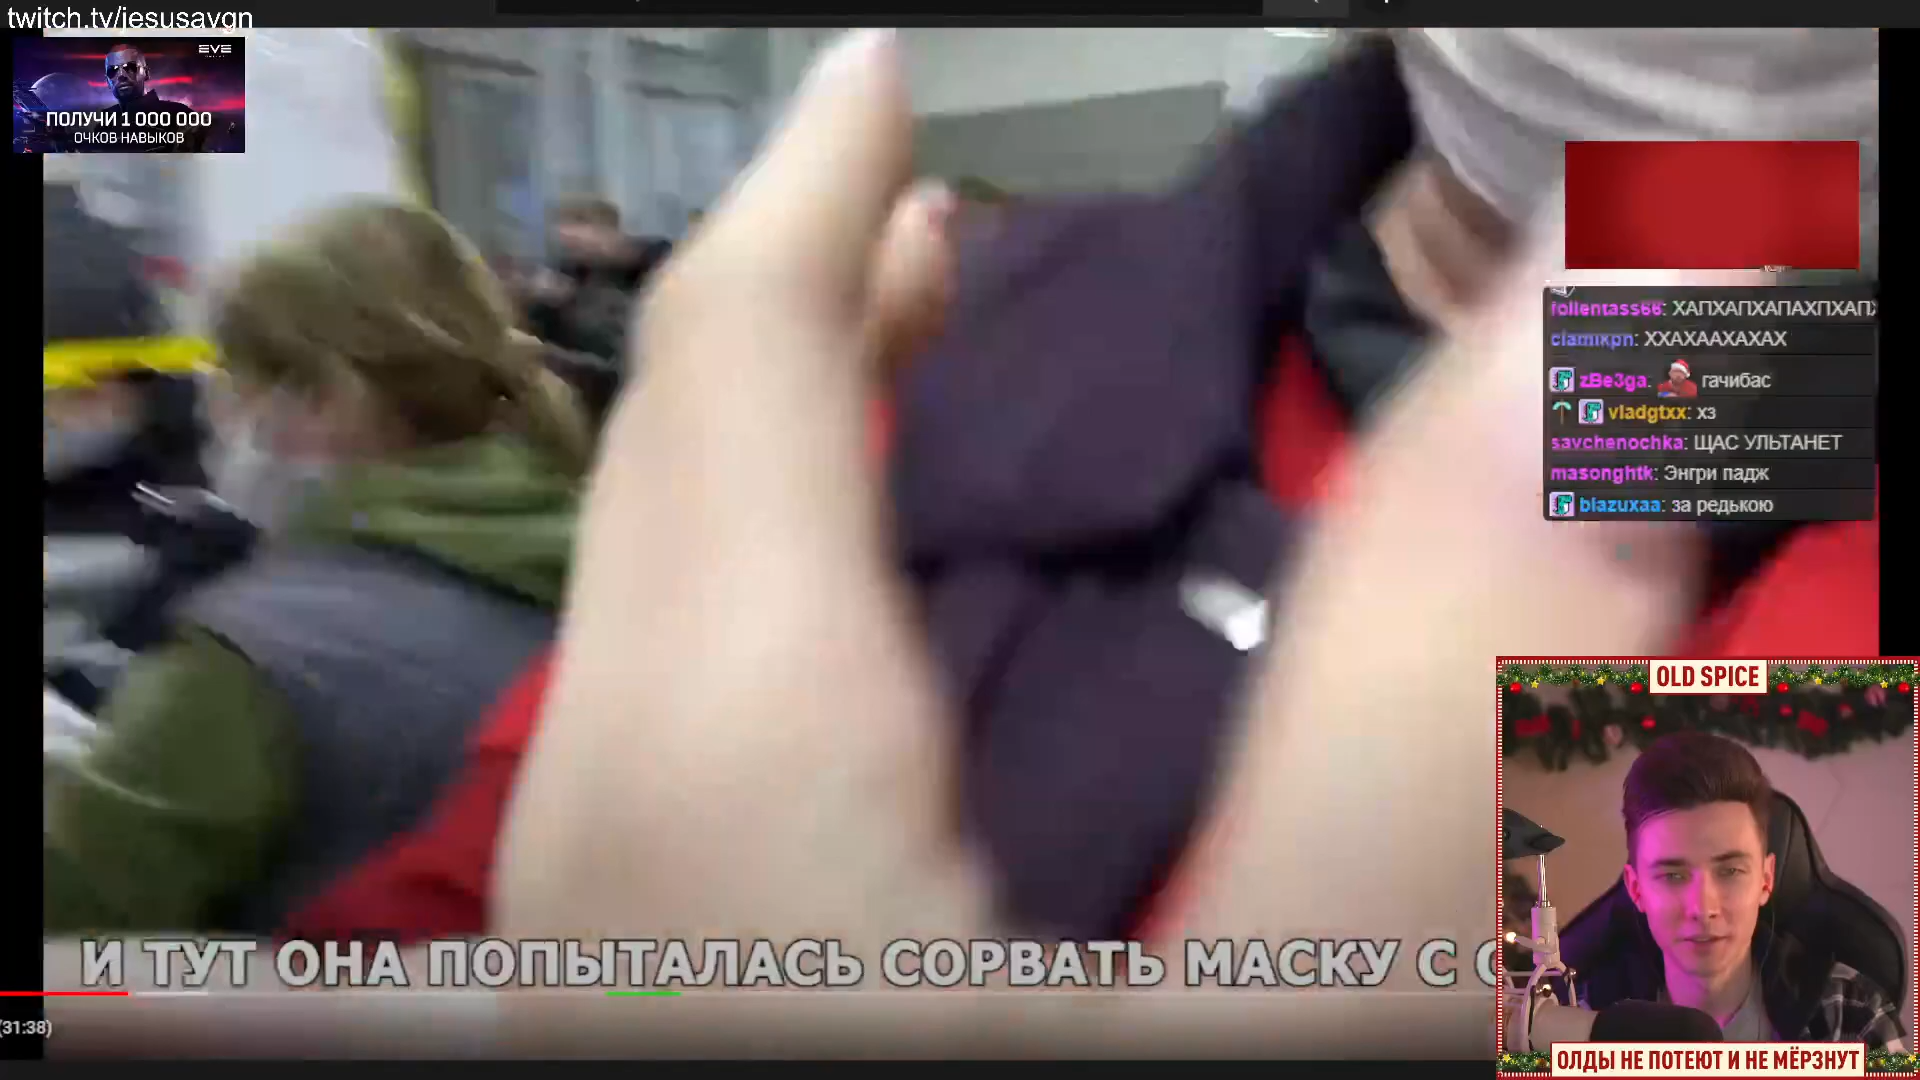 twitch.tv/jesusavgn
EVE
ПОЛУЧИ 1 000 000
ОЧКОВ НАВЫКОВ
follentass66: ХАПХАПХАПАХПХАП
clamikpn: ХХАХААХАХАХ
zBe3ga: гачибас
vladgtxx: хз
savchenochka: ЩАС УЛЬТАНЕТ
masonghtk: Энгри падж
blazuxaa: за редькою
OLD SPICE
И ТУТ ОНА ПОПЫТАЛАСЬ СОРВАТЬ МАСКУ С
(31:38)
ОЛДЫ НЕ ПОТЕЮТ И НЕ МЁРЗНУТ